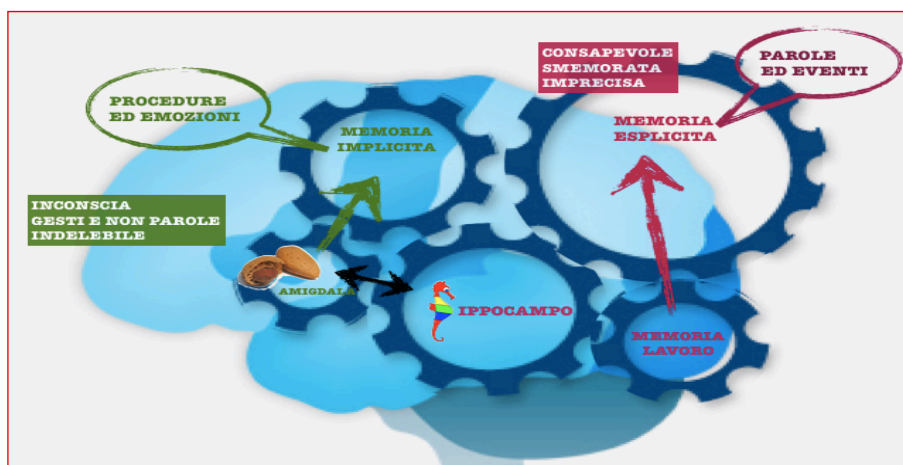 CONSAPEVOLE
SMEMORATA
IMPRECISA
PAROLE
ED EVENTI
PROCEDURE
ED EMOZIONI
MEMORIA
IMPLICITA
MEMORIA
ESPLICITA
INCONSCIA
GESTI E NON PAROLE
INDELEBILE
AMIGDALA
IPPOCAMPO
MEMORIA
LAVORO